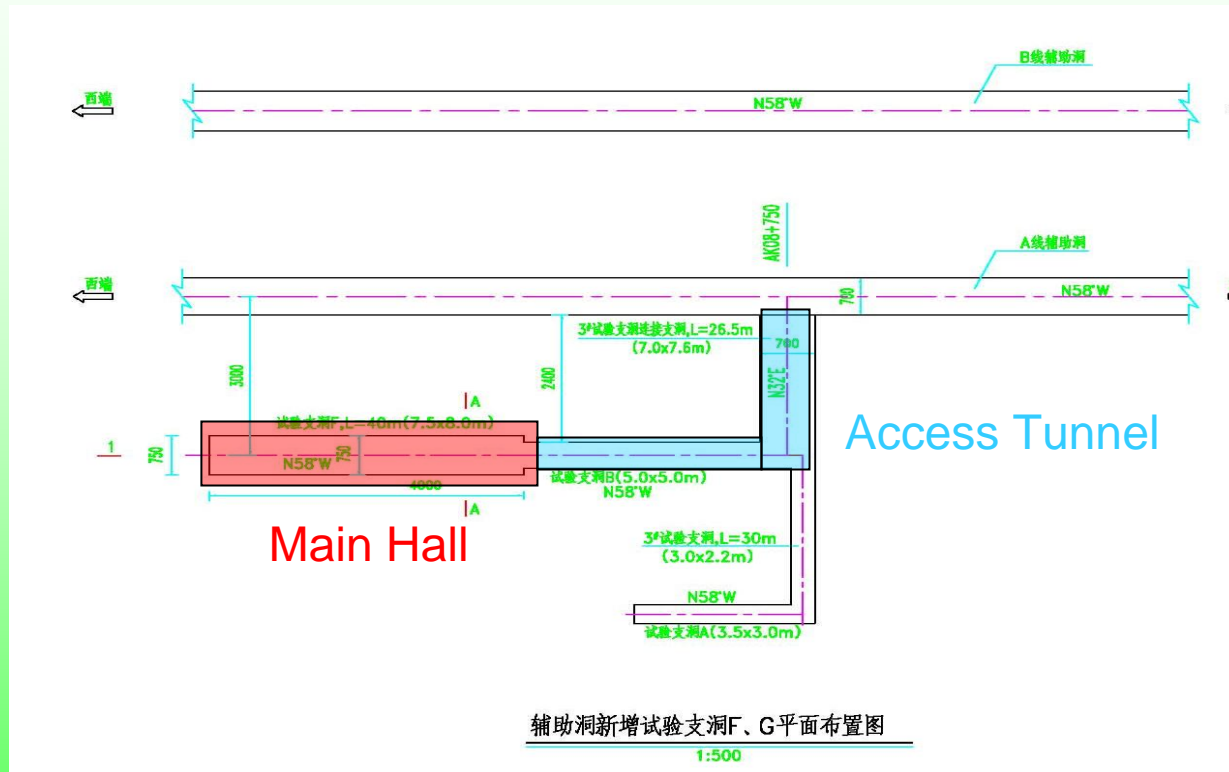 B线辅助洞
西端
N58°W
AK08+750
A线辅助洞
西端
N58°W
700
3#试验支洞连接支洞,L=26.5m
(7.0x7.6m)
700
3000
2400
N32°E
A
试验支洞F,L=40m(7.5x8.0m)
Access Tunnel
1
750
N58°W
750
试验支洞B(5.0x5.0m)
N58°W
4000
A
Main Hall
3#试验支洞,L=30m
(3.0x2.2m)
N58°W
试验支洞A(3.5x3.0m)
辅助洞新增试验支洞F、G平面布置图
1:500